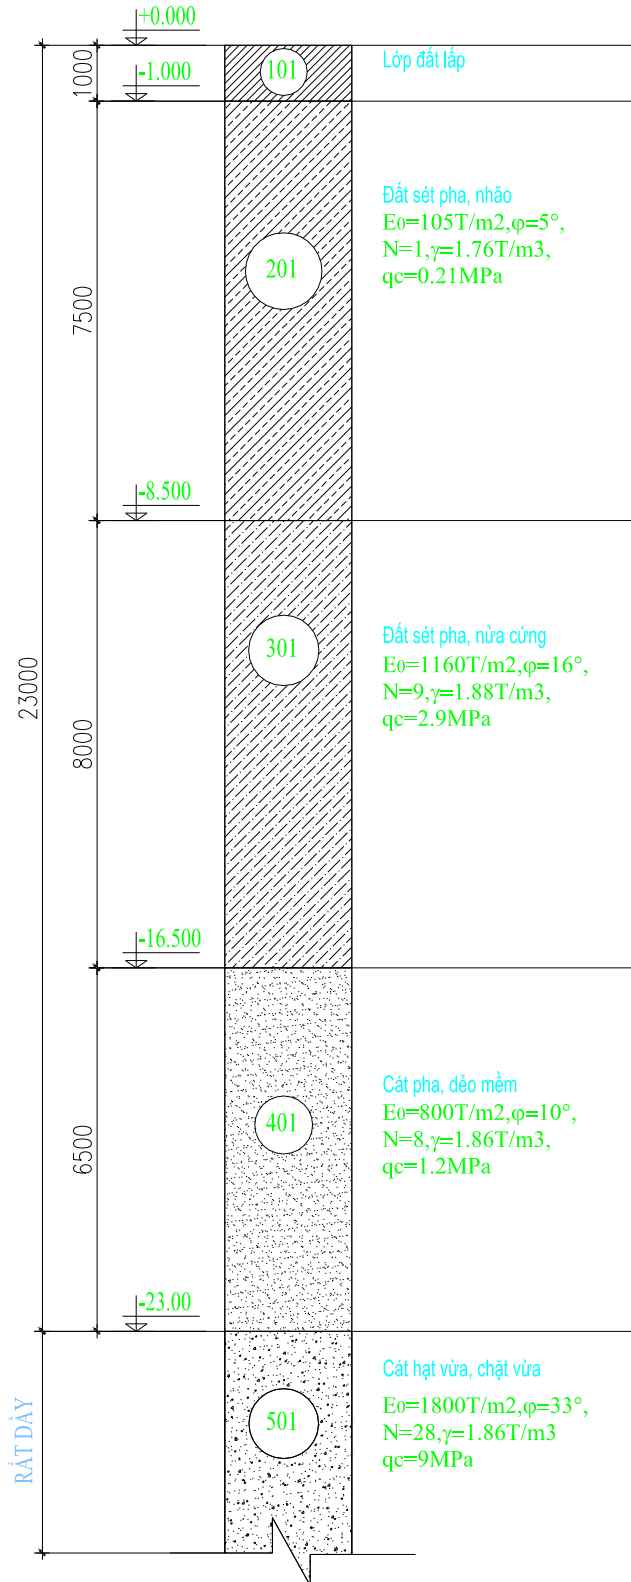 +0.000
1000
101
Lớp đất lấp
-1.000
Đất sét pha, nhão
E0=105T/m2,φ=5°,
N=1,γ=1.76T/m3,
qc=0.21MPa
201
7500
-8.500
Đất sét pha, nửa cứng
E0=1160T/m2,φ=16°,
N=9,γ=1.88T/m3,
qc=2.9MPa
301
23000
8000
-16.500
Cát pha, dẻo mềm
E0=800T/m2,φ=10°,
N=8,γ=1.86T/m3,
qc=1.2MPa
401
6500
-23.00
Cát hạt vừa, chặt vừa
E0=1800T/m2,φ=33°,
N=28,γ=1.86T/m3
qc=9MPa
501
RẤT DÀY